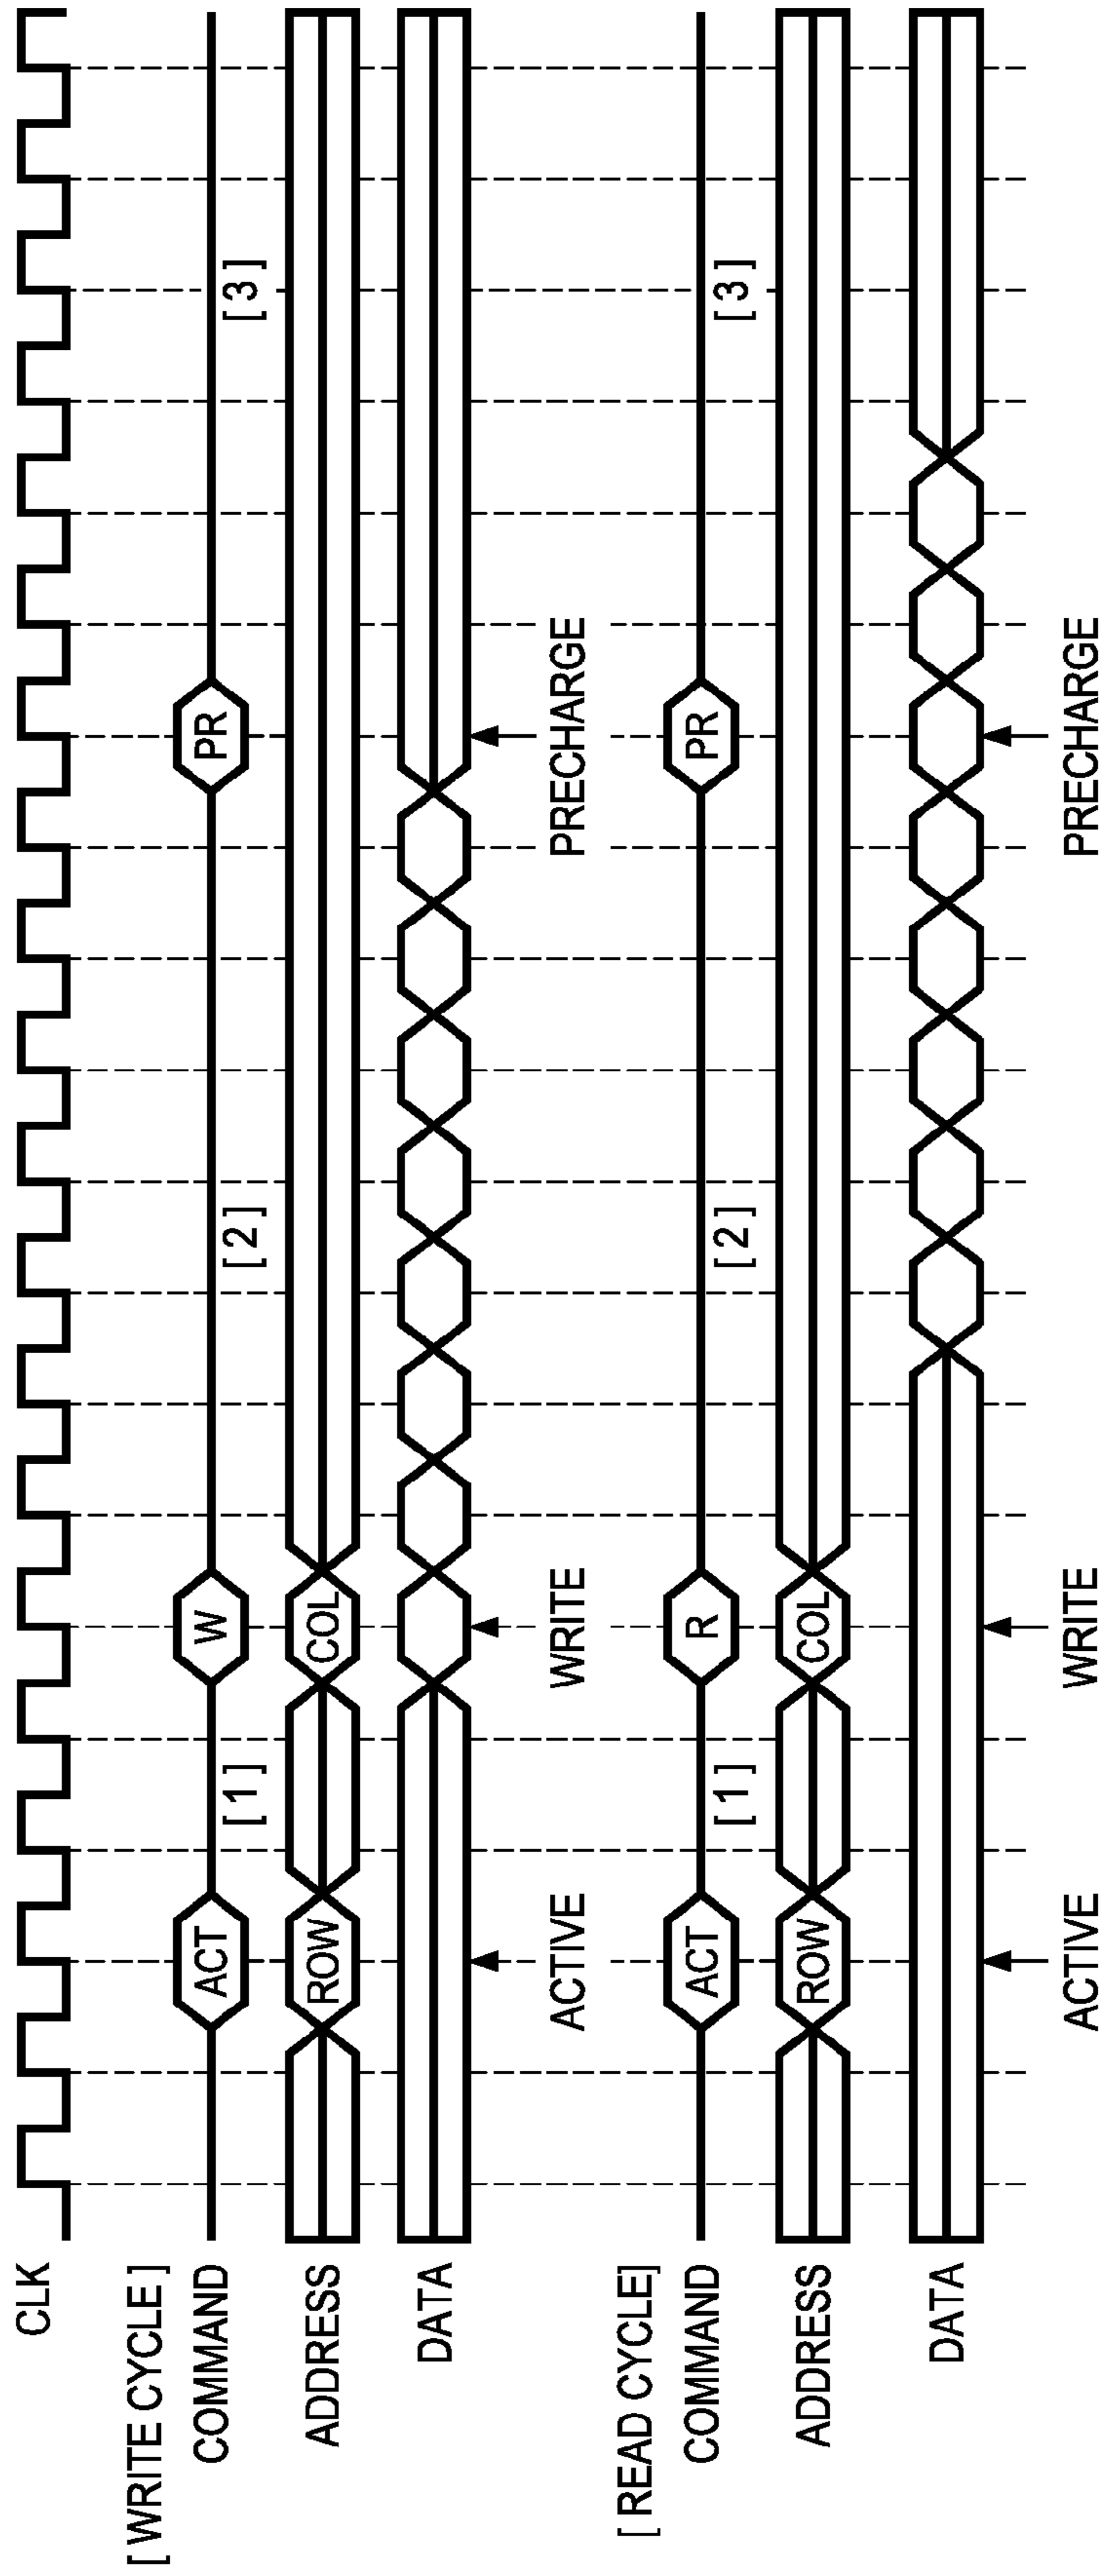 CLK
[ WRITE CYCLE ]
COMMAND ACT [ 1 ] W [ 2 ] PR [ 3 ]
ADDRESS ROW COL
DATA
ACTIVE WRITE PRECHARGE
[ READ CYCLE]
COMMAND ACT [ 1 ] R [ 2 ] PR [ 3 ]
ADDRESS ROW COL
DATA
ACTIVE WRITE PRECHARGE